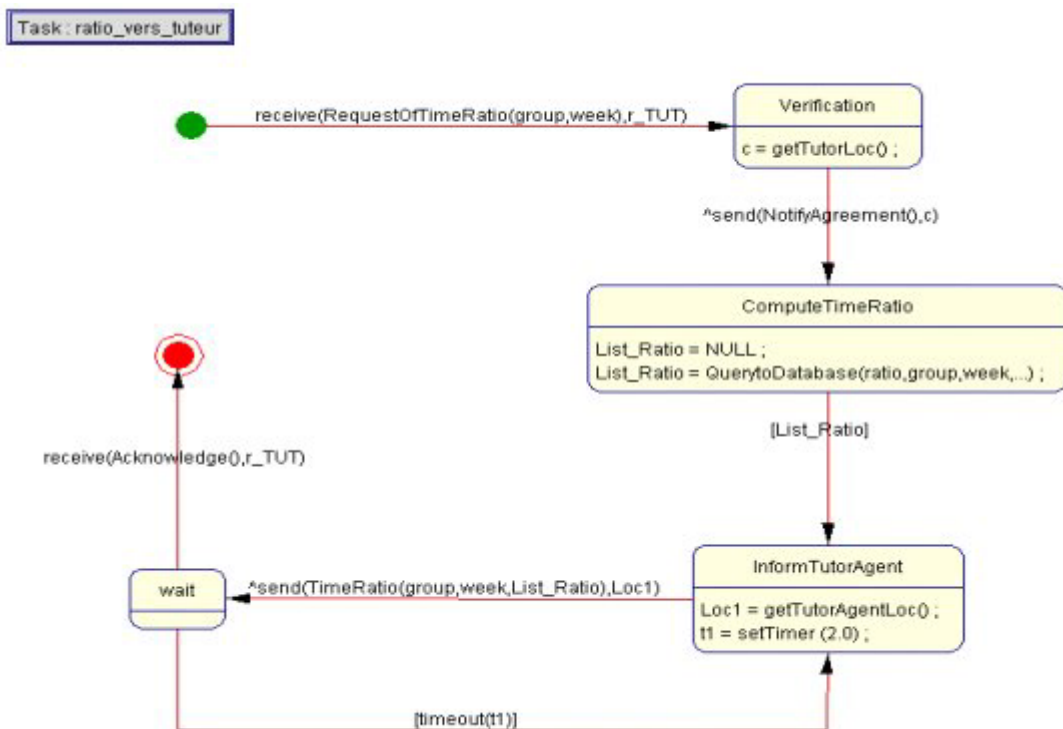 Task : ratio_vers_tuteur
receive(RequestOfTimeRatio(group,week),r_TUT)
Verification
c = getTutorLoc() ;
^send(NotifyAgreement(),c)
ComputeTimeRatio
List_Ratio = NULL ;
List_Ratio = QuerytoDatabase(ratio,group,week,...) ;
[List_Ratio]
receive(Acknowledge(),r_TUT)
InformTutorAgent
Loc1 = getTutorAgentLoc() ;
t1 = setTimer (2.0) ;
^send(TimeRatio(group,week,List_Ratio),Loc1)
wait
[timeout(t1)]